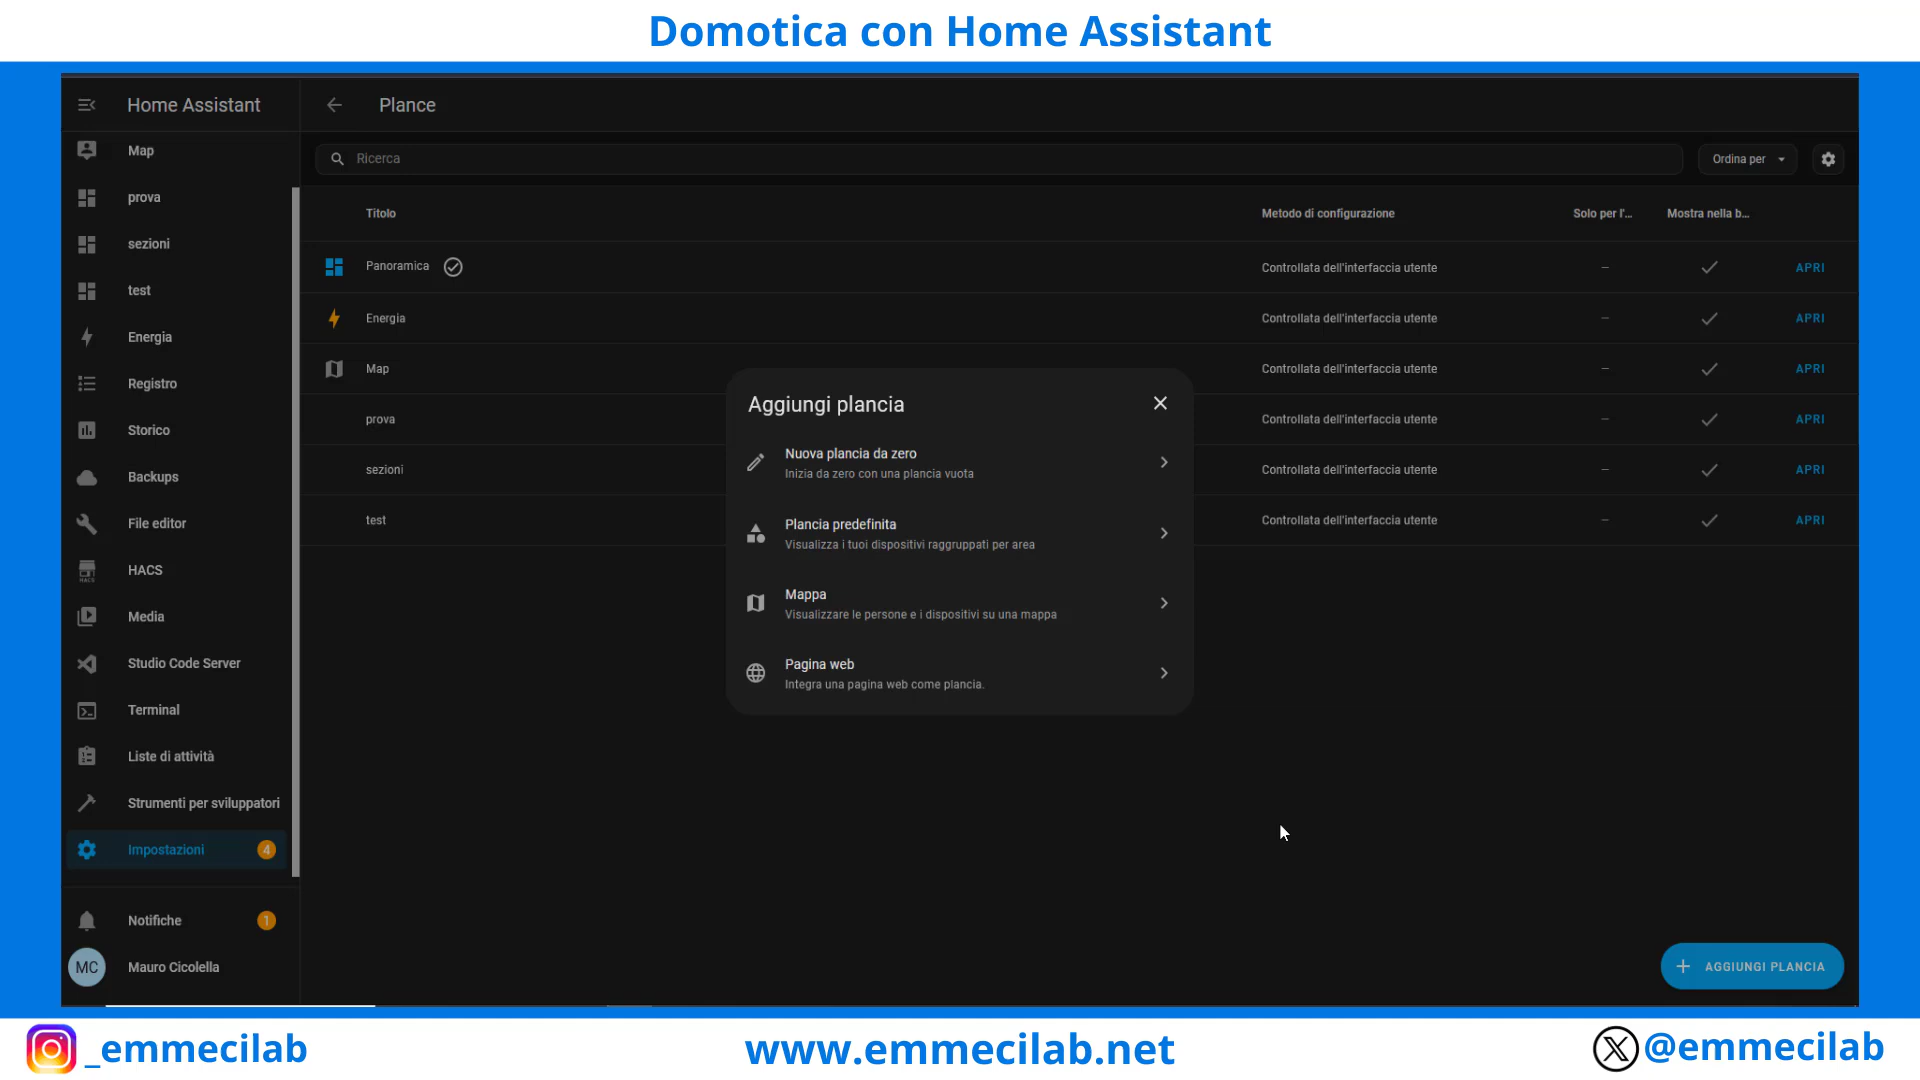 Domotica con Home Assistant
Home Assistant
Plance
Map
prova
sezioni
test
Energia
Registro
Storico
Backups
File editor
HACS
HACS
Media
Studio Code Server
Terminal
Liste di attività
Strumenti per sviluppatori
Impostazioni 4
Notifiche 1
MC Mauro Cicolella
Ricerca
Ordina per
Titolo Metodo di configurazione Solo per l'... Mostra nella b...
Panoramica Controllata dell'interfaccia utente – APRI
Energia Controllata dell'interfaccia utente – APRI
Map Controllata dell'interfaccia utente – APRI
prova Controllata dell'interfaccia utente – APRI
sezioni Controllata dell'interfaccia utente – APRI
test Controllata dell'interfaccia utente – APRI
Aggiungi plancia
Nuova plancia da zero
Inizia da zero con una plancia vuota
Plancia predefinita
Visualizza i tuoi dispositivi raggruppati per area
Mappa
Visualizzare le persone e i dispositivi su una mappa
Pagina web
Integra una pagina web come plancia.
+ AGGIUNGI PLANCIA
_emmecilab
www.emmecilab.net
@emmecilab